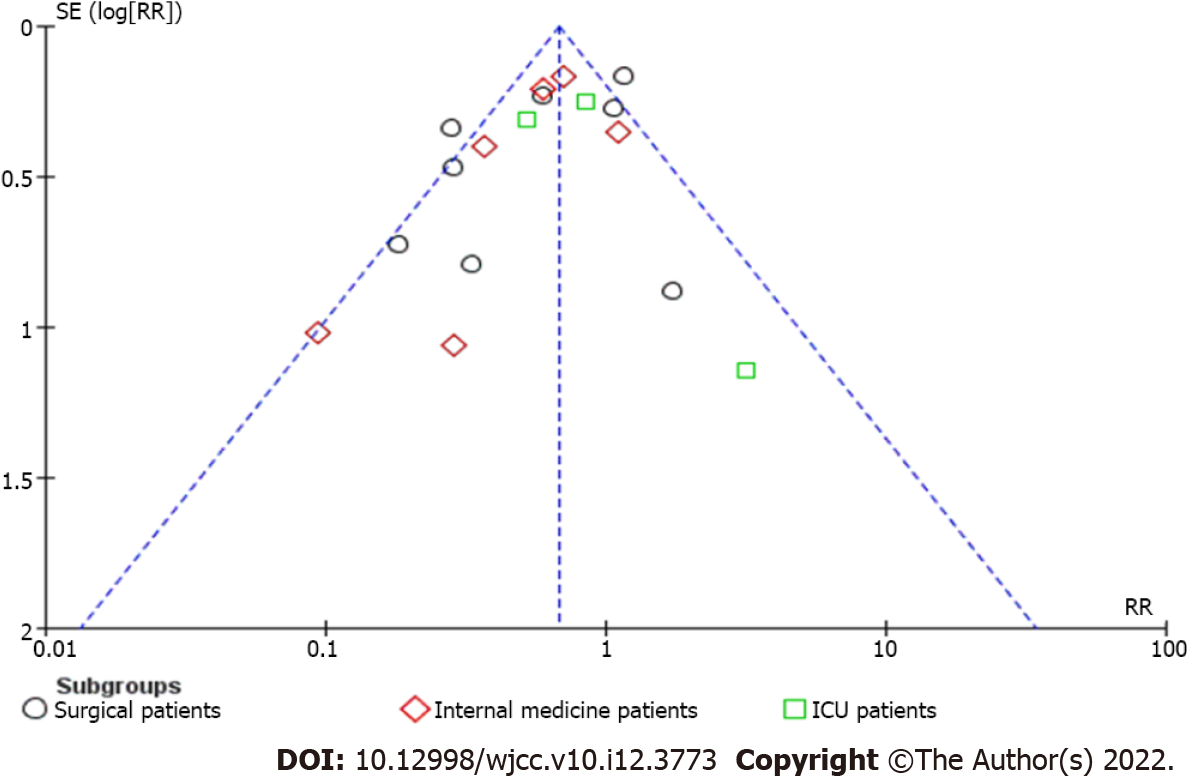 SE (log[RR])
0
0.5
1
1.5
2
RR
0.01 0.1 1 10 100
Subgroups
Surgical patients Internal medicine patients ICU patients
DOI: 10.12998/wjcc.v10.i12.3773 Copyright ©The Author(s) 2022.